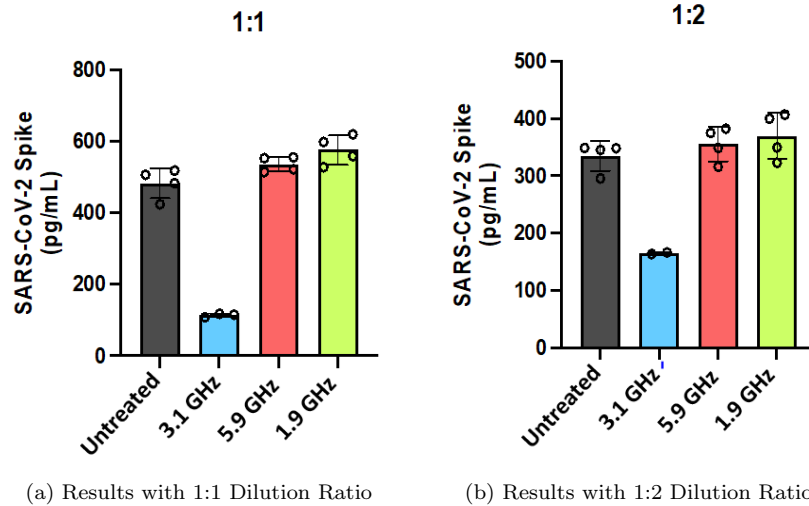 1:1
SARS-CoV-2 Spike
(pg/mL)
800
600
400
200
0
Untreated
3.1 GHz
5.9 GHz
1.9 GHz
(a) Results with 1:1 Dilution Ratio
1:2
SARS-CoV-2 Spike
(pg/mL)
500
400
300
200
100
0
Untreated
3.1 GHz
5.9 GHz
1.9 GHz
(b) Results with 1:2 Dilution Ratio